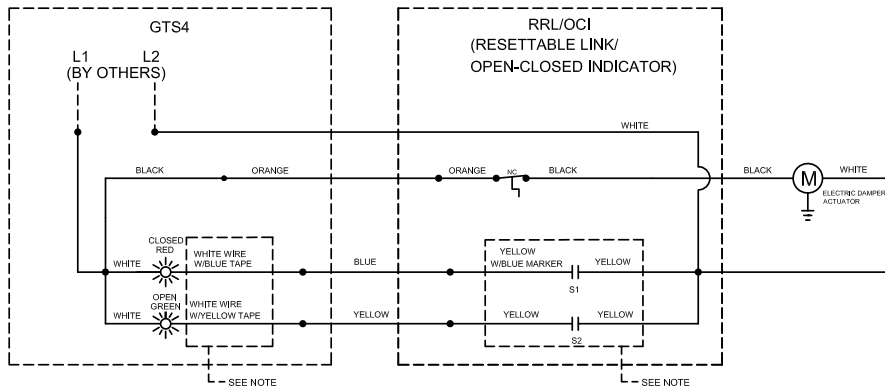 GTS4
L1 L2
(BY OTHERS)
RRL/OCI
(RESETTABLE LINK/
OPEN-CLOSED INDICATOR)
WHITE
BLACK ORANGE ORANGE NC BLACK BLACK M WHITE
ELECTRIC DAMPER
ACTUATOR
CLOSED
RED
WHITE WHITE WIRE
W/BLUE TAPE
BLUE
YELLOW
W/BLUE MARKER
YELLOW
S1
OPEN
GREEN
WHITE WHITE WIRE
W/YELLOW TAPE
YELLOW YELLOW YELLOW
S2
SEE NOTE SEE NOTE